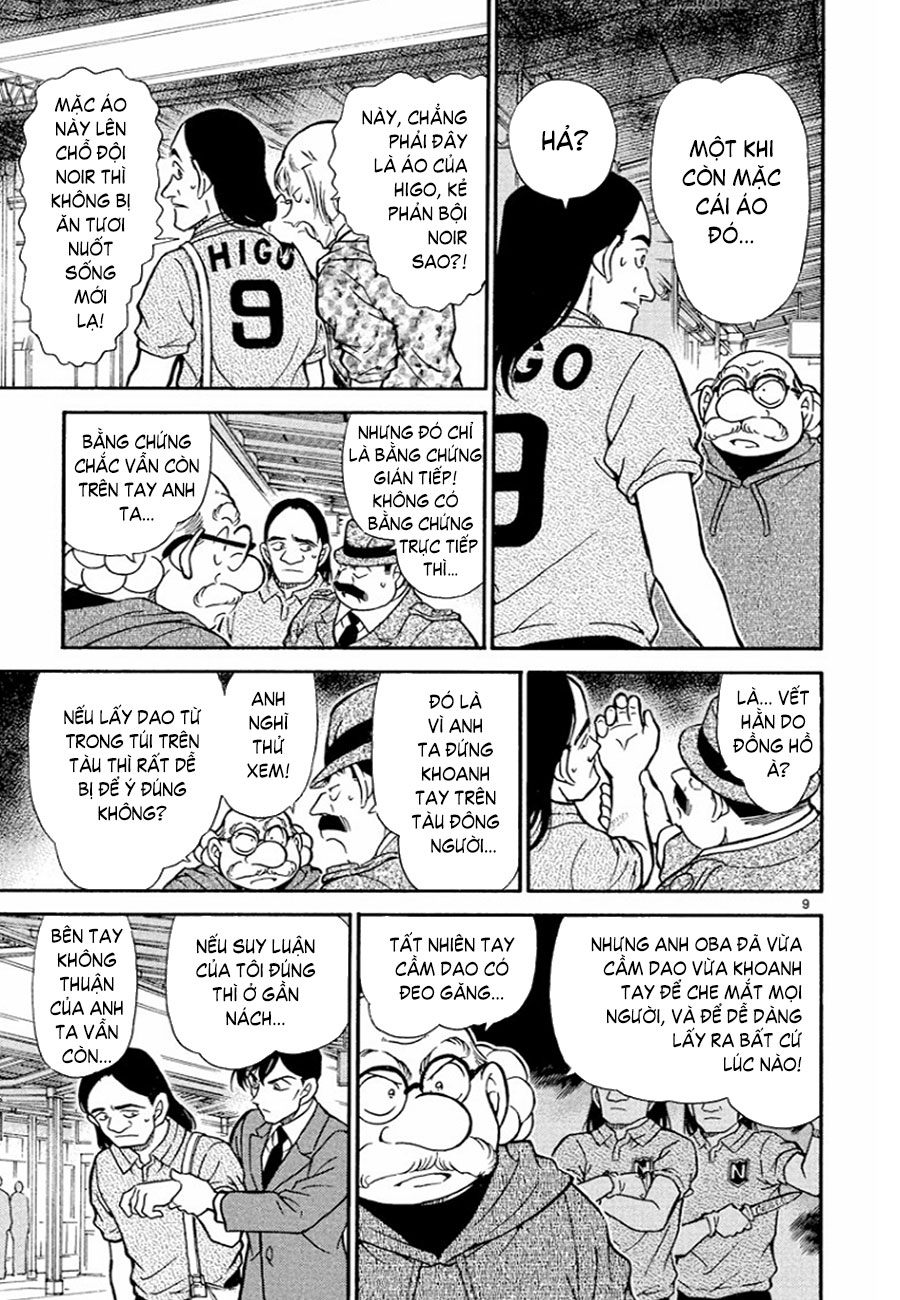 MỘT KHI
CÒN MẶC
CÁI ÁO
ĐÓ...
HẢ?
HIGO
9
NÀY, CHẲNG
PHẢI ĐÂY
LÀ ÁO CỦA
HIGO, KẺ
PHẢN BỘI
NOIR
SAO?!
MẶC ÁO
NÀY LÊN
CHỖ ĐỘI
NOIR THÌ
KHÔNG BỊ
ĂN TƯƠI
NUỐT
SỐNG
MỚI
LẠ!
HIGO
9
NHƯNG ĐÓ CHỈ
LÀ BẰNG CHỨNG
GIÁN TIẾP!
KHÔNG CÓ
BẰNG CHỨNG
TRỰC TIẾP
THÌ...
BẰNG CHỨNG
CHẮC VẪN CÒN
TRÊN TAY ANH
TA...
LÀ... VẾT
HẰN DO
ĐỒNG HỒ
À?
ĐÓ LÀ
VÌ ANH
TA ĐỨNG
KHOANH
TAY TRÊN
TÀU ĐÔNG
NGƯỜI...
ANH
NGHĨ
THỬ
XEM!
NẾU LẤY DAO TỪ
TRONG TÚI TRÊN
TÀU THÌ RẤT DỄ
BỊ ĐỂ Ý ĐÚNG
KHÔNG?
9
NHƯNG ANH OBA ĐÃ VỪA
CẦM DAO VỪA KHOANH
TAY ĐỂ CHE MẮT MỌI
NGƯỜI, VÀ ĐỂ DỄ DÀNG
LẤY RA BẤT CỨ
LÚC NÀO!
N
TẤT NHIÊN TAY
CẦM DAO CÓ
ĐEO GĂNG...
NẾU SUY LUẬN
CỦA TÔI ĐÚNG
THÌ Ở GẦN
NÁCH...
BÊN TAY
KHÔNG
THUẬN
CỦA ANH
TA VẪN
CÒN...